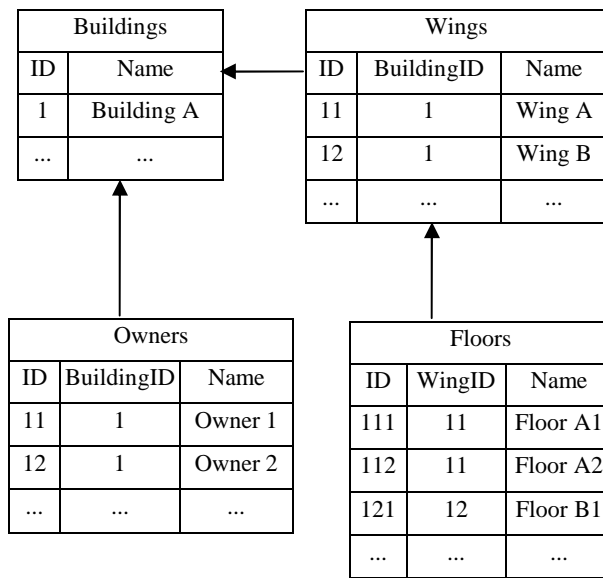 Buildings
ID Name
1 Building A
... ...
Wings
ID BuildingID Name
11 1 Wing A
12 1 Wing B
... ... ...
Owners
ID BuildingID Name
11 1 Owner 1
12 1 Owner 2
... ... ...
Floors
ID WingID Name
111 11 Floor A1
112 11 Floor A2
121 12 Floor B1
... ... ...